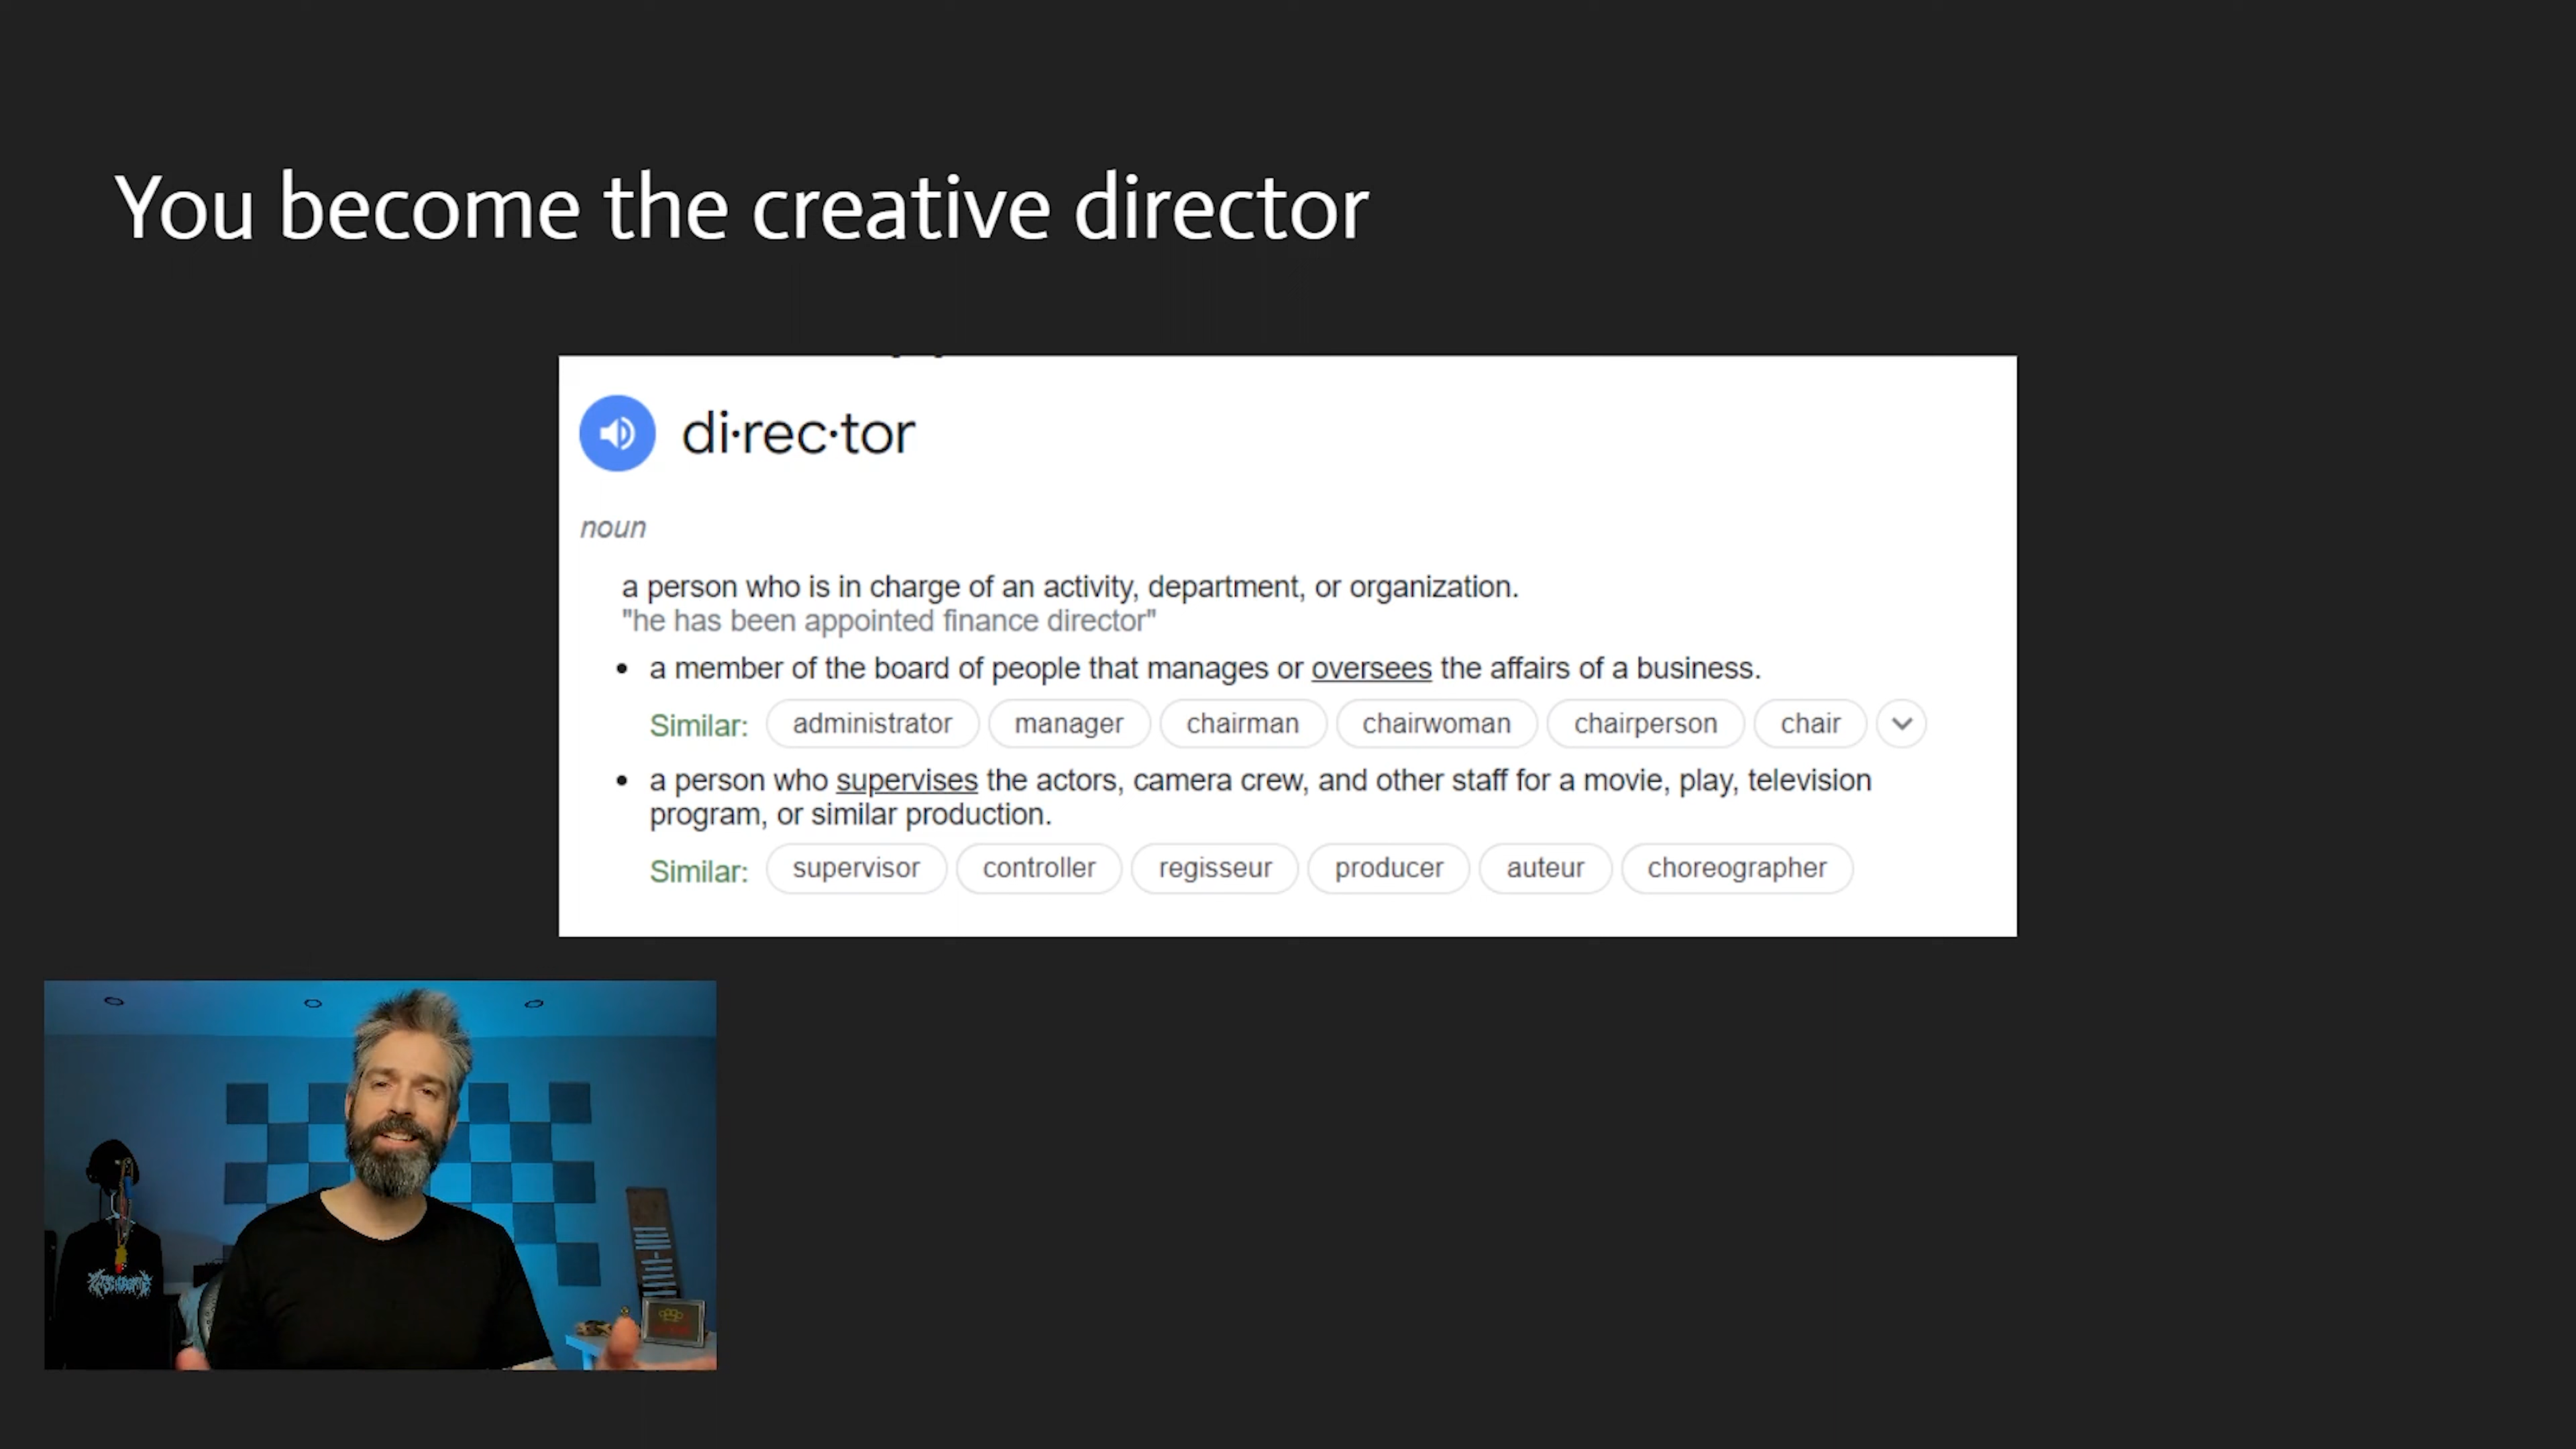 You become the creative director
di·rec·tor
noun
a person who is in charge of an activity, department, or organization.
"he has been appointed finance director"
• a member of the board of people that manages or oversees the affairs of a business.
Similar: administrator manager chairman chairwoman chairperson chair
• a person who supervises the actors, camera crew, and other staff for a movie, play, television
program, or similar production.
Similar: supervisor controller regisseur producer auteur choreographer